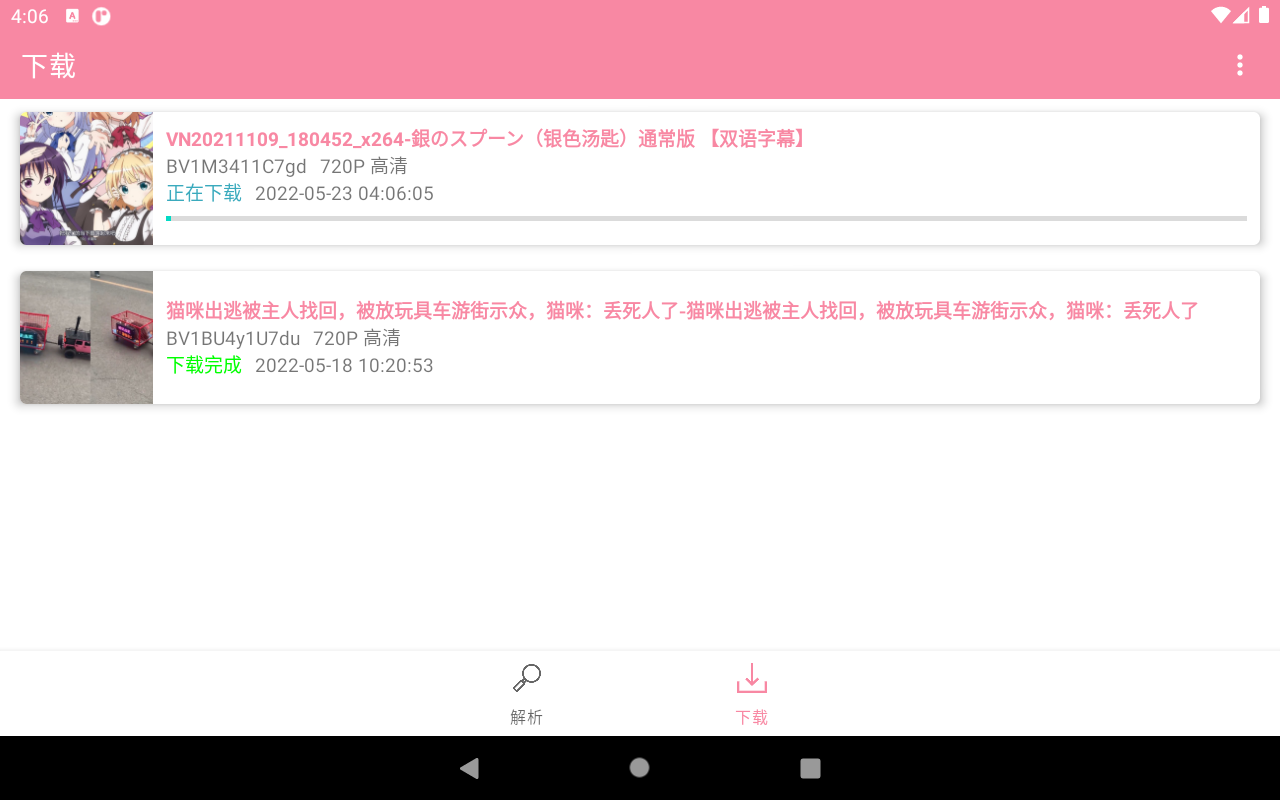 4:06
下载
VN20211109_180452_x264-銀のスプーン（银色汤匙）通常版 【双语字幕】
BV1M3411C7gd 720P 高清
正在下载 2022-05-23 04:06:05
猫咪出逃被主人找回，被放玩具车游街示众，猫咪：丢死人了-猫咪出逃被主人找回，被放玩具车游街示众，猫咪：丢死人了
BV1BU4y1U7du 720P 高清
下载完成 2022-05-18 10:20:53
解析
下载